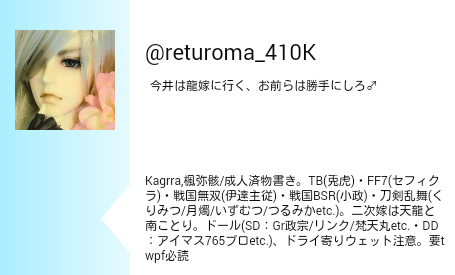 @returoma_410K
今井は龍嫁に行く、お前らは勝手にしろ♂
Kagrra,楓弥骸/成人済物書き。TB(兎虎)・FF7(セフィク
ラ)・戦国無双(伊達主従)・戦国BSR(小政)・刀剣乱舞(く
りみつ/月燭/いずむつ/つるみかetc.)。二次嫁は天龍と
南ことり。ドール(SD：Gr政宗/リンク/梵天丸etc.・DD
：アイマス765プロetc.)、ドライ寄りウェット注意。要t
wpf必読